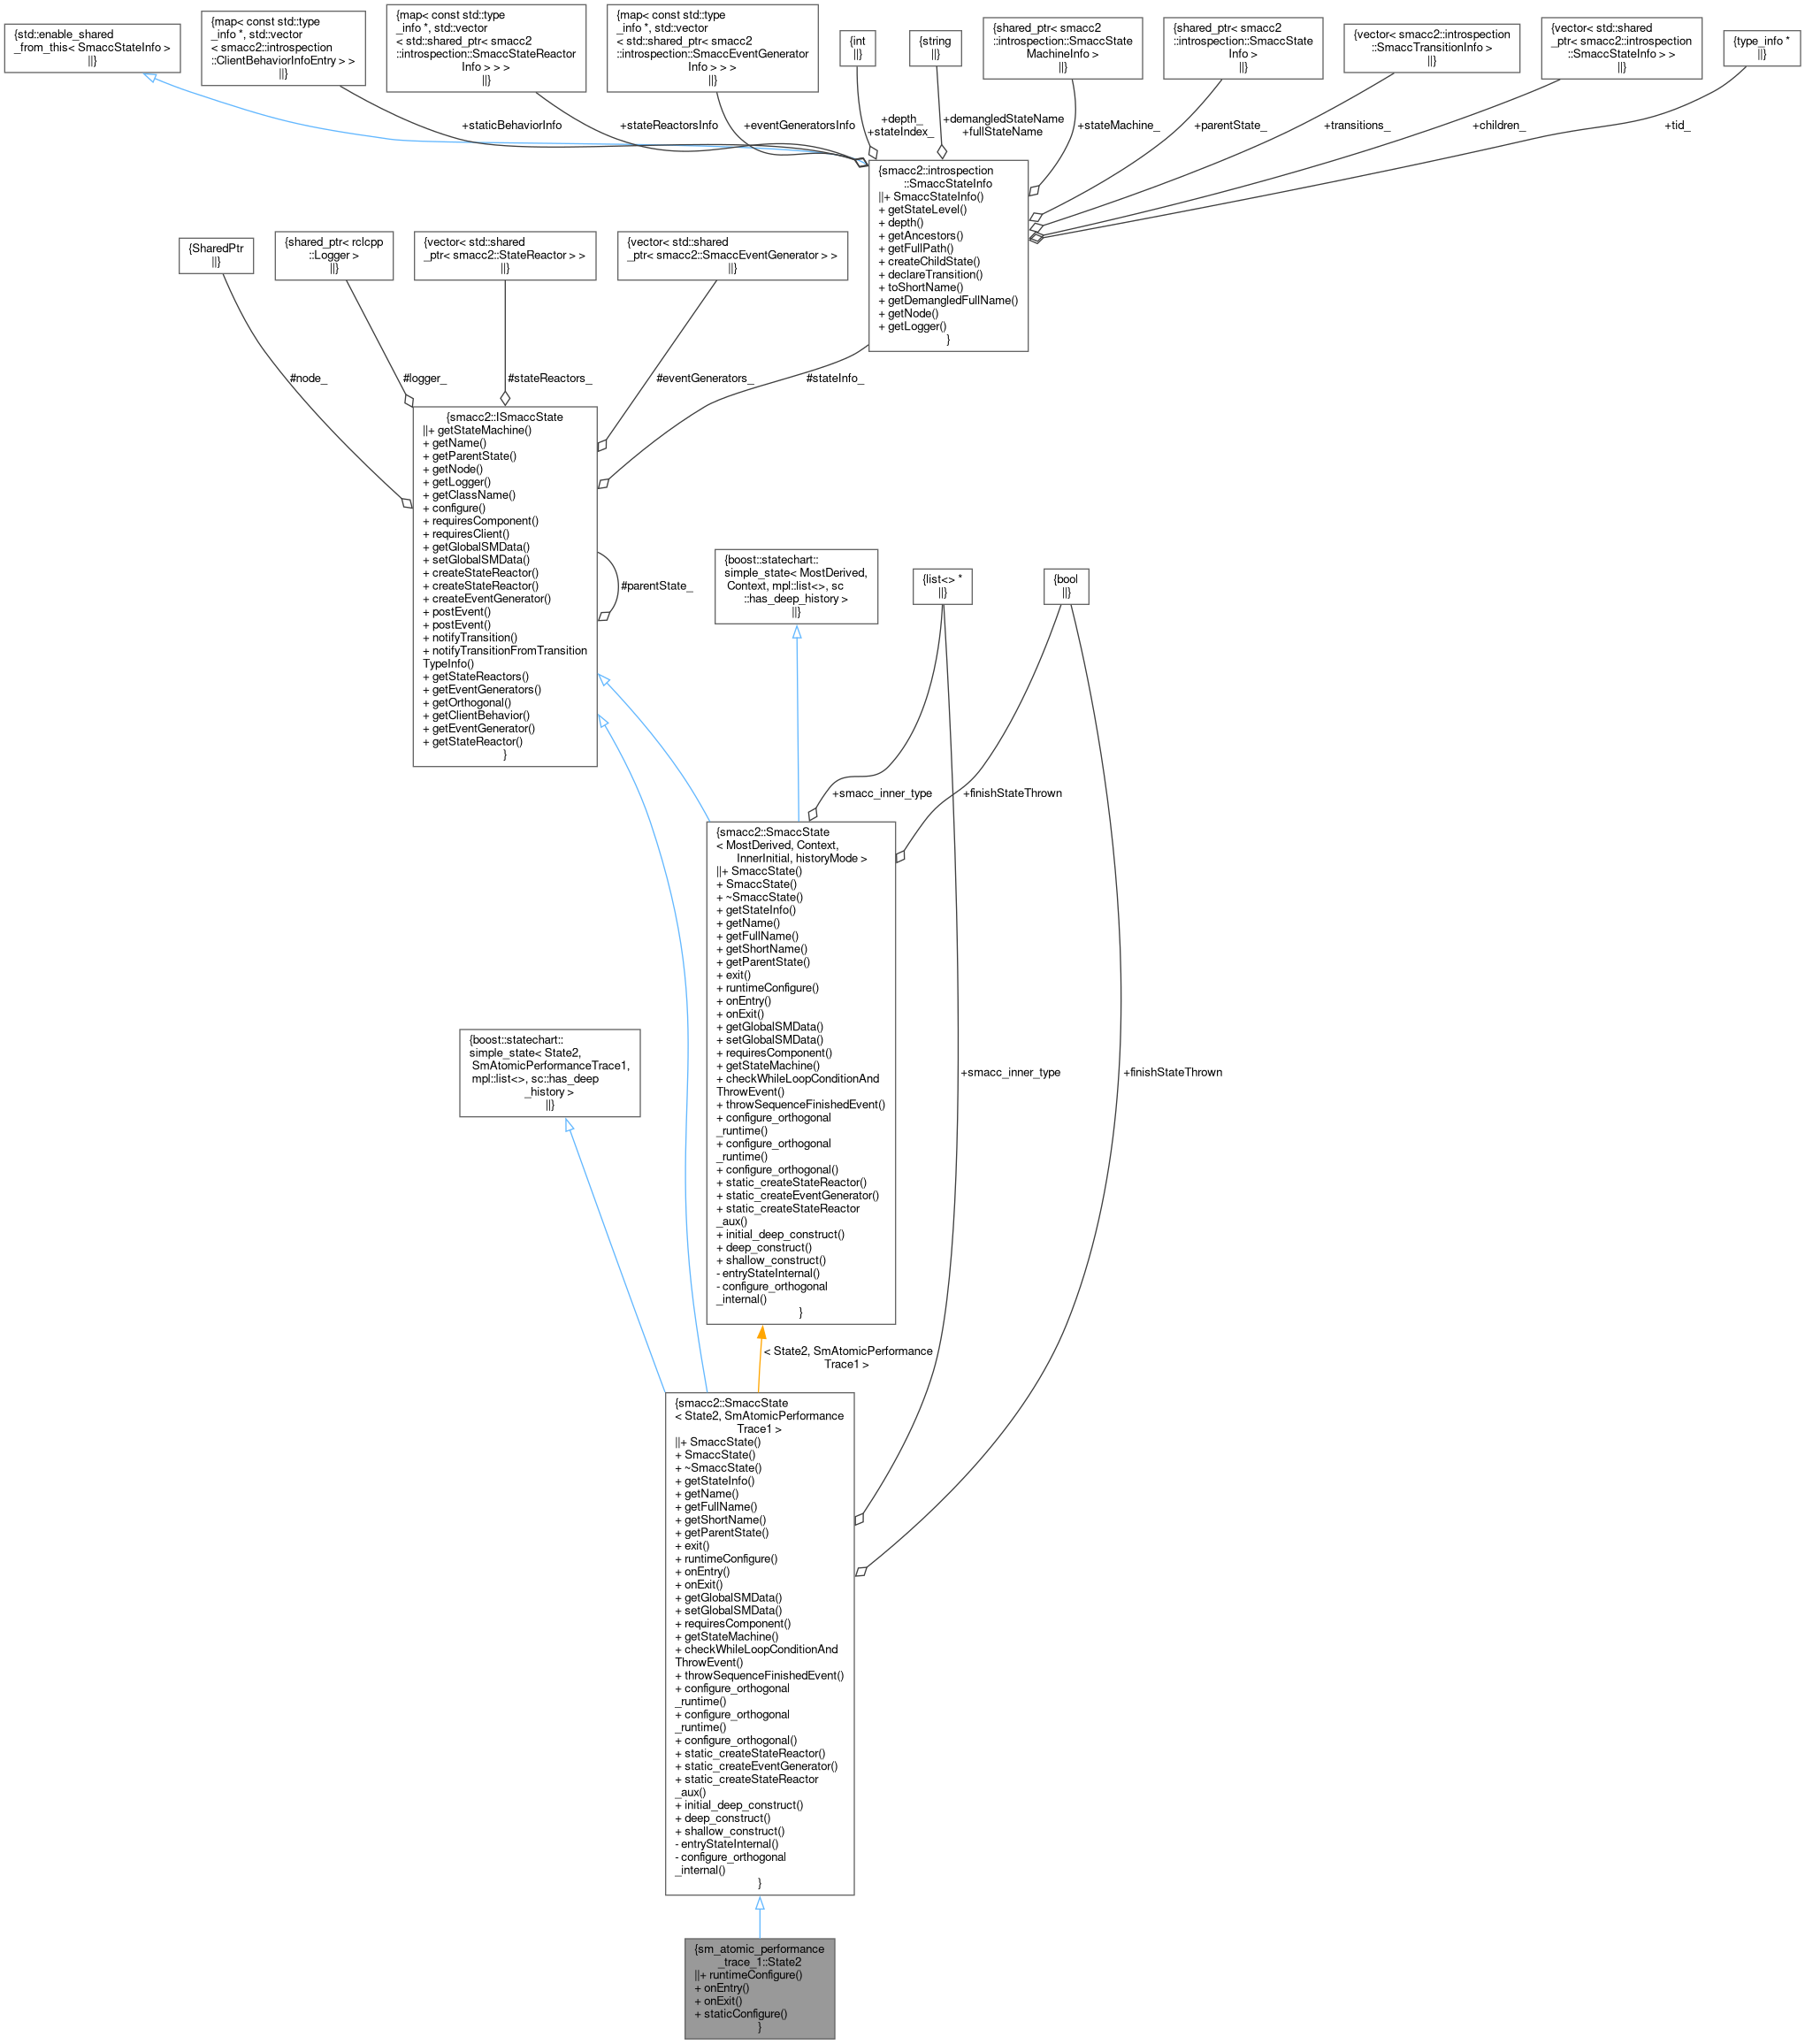 {std::enable_shared
_from_this< SmaccStateInfo >
||}
{map< const std::type
_info *, std::vector
< smacc2::introspection
::ClientBehaviorInfoEntry > >
||}
{map< const std::type
_info *, std::vector
< std::shared_ptr< smacc2
::introspection::SmaccStateReactor
Info > > >
||}
{map< const std::type
_info *, std::vector
< std::shared_ptr< smacc2
::introspection::SmaccEventGenerator
Info > > >
||}
{int
||}
{string
||}
{shared_ptr< smacc2
::introspection::SmaccState
MachineInfo >
||}
{shared_ptr< smacc2
::introspection::SmaccState
Info >
||}
{vector< smacc2::introspection
::SmaccTransitionInfo >
||}
{vector< std::shared
_ptr< smacc2::introspection
::SmaccStateInfo > >
||}
{type_info *
||}
+staticBehaviorInfo
+stateReactorsInfo
+eventGeneratorsInfo
+depth_
+stateIndex_
+demangledStateName
+fullStateName
+stateMachine_
+parentState_
+transitions_
+children_
+tid_
{smacc2::introspection
::SmaccStateInfo
||+ SmaccStateInfo()
+ getStateLevel()
+ depth()
+ getAncestors()
+ getFullPath()
+ createChildState()
+ declareTransition()
+ toShortName()
+ getDemangledFullName()
+ getNode()
+ getLogger()
}
{SharedPtr
||}
{shared_ptr< rclcpp
::Logger >
||}
{vector< std::shared
_ptr< smacc2::StateReactor > >
||}
{vector< std::shared
_ptr< smacc2::SmaccEventGenerator > >
||}
#node_
#logger_
#stateReactors_
#eventGenerators_
#stateInfo_
{smacc2::ISmaccState
||+ getStateMachine()
+ getName()
+ getParentState()
+ getNode()
+ getLogger()
+ getClassName()
+ configure()
+ requiresComponent()
+ requiresClient()
+ getGlobalSMData()
+ setGlobalSMData()
+ createStateReactor()
+ createStateReactor()
+ createEventGenerator()
+ postEvent()
+ postEvent()
+ notifyTransition()
+ notifyTransitionFromTransition
TypeInfo()
+ getStateReactors()
+ getEventGenerators()
+ getOrthogonal()
+ getClientBehavior()
+ getEventGenerator()
+ getStateReactor()
}
#parentState_
{boost::statechart::
simple_state< MostDerived,
Context, mpl::list<>, sc
::has_deep_history >
||}
{list<> *
||}
{bool
||}
+smacc_inner_type
+finishStateThrown
{smacc2::SmaccState
< MostDerived, Context,
InnerInitial, historyMode >
||+ SmaccState()
+ SmaccState()
+ ~SmaccState()
+ getStateInfo()
+ getName()
+ getFullName()
+ getShortName()
+ getParentState()
+ exit()
+ runtimeConfigure()
+ onEntry()
+ onExit()
+ getGlobalSMData()
+ setGlobalSMData()
+ requiresComponent()
+ getStateMachine()
+ checkWhileLoopConditionAnd
ThrowEvent()
+ throwSequenceFinishedEvent()
+ configure_orthogonal
_runtime()
+ configure_orthogonal
_runtime()
+ configure_orthogonal()
+ static_createStateReactor()
+ static_createEventGenerator()
+ static_createStateReactor
_aux()
+ initial_deep_construct()
+ deep_construct()
+ shallow_construct()
- entryStateInternal()
- configure_orthogonal
_internal()
}
{boost::statechart::
simple_state< State2,
SmAtomicPerformanceTrace1,
mpl::list<>, sc::has_deep
_history >
||}
+smacc_inner_type
+finishStateThrown
< State2, SmAtomicPerformance
Trace1 >
{smacc2::SmaccState
< State2, SmAtomicPerformance
Trace1 >
||+ SmaccState()
+ SmaccState()
+ ~SmaccState()
+ getStateInfo()
+ getName()
+ getFullName()
+ getShortName()
+ getParentState()
+ exit()
+ runtimeConfigure()
+ onEntry()
+ onExit()
+ getGlobalSMData()
+ setGlobalSMData()
+ requiresComponent()
+ getStateMachine()
+ checkWhileLoopConditionAnd
ThrowEvent()
+ throwSequenceFinishedEvent()
+ configure_orthogonal
_runtime()
+ configure_orthogonal
_runtime()
+ configure_orthogonal()
+ static_createStateReactor()
+ static_createEventGenerator()
+ static_createStateReactor
_aux()
+ initial_deep_construct()
+ deep_construct()
+ shallow_construct()
- entryStateInternal()
- configure_orthogonal
_internal()
}
{sm_atomic_performance
_trace_1::State2
||+ runtimeConfigure()
+ onEntry()
+ onExit()
+ staticConfigure()
}